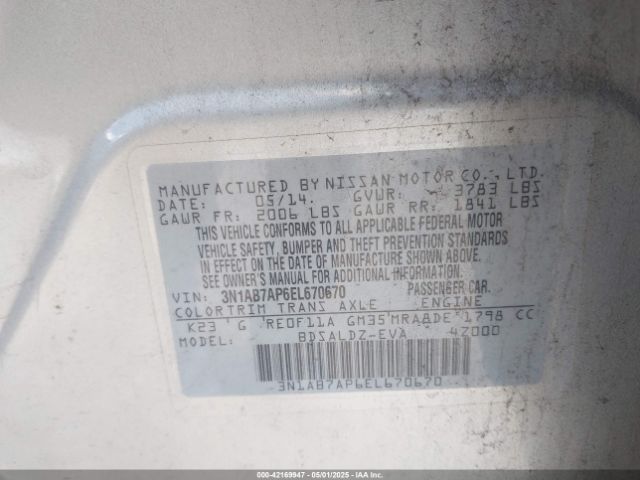 MANUFACTURED BY NISSAN MOTOR CO., LTD.
DATE: 05/14. GVWR: 3783 LBS
GAWR FR: 2006 LBS GAWR RR: 1841 LBS
THIS VEHICLE CONFORMS TO ALL APPLICABLE FEDERAL MOTOR
VEHICLE SAFETY, BUMPER AND THEFT PREVENTION STANDARDS
IN EFFECT ON THE DATE OF MANUFACTURE SHOWN ABOVE.
SEE OWNER'S MANUAL FOR ADDITIONAL INFORMATION.
VIN: 3N1AB7AP6EL670670 PASSENGER CAR.
COLOR TRIM TRANS AXLE ENGINE
K23 G RE0F11A GM35 MRA8DE 1798 CC
MODEL: BDSALDZ-EVA 4Z000
3N1AB7AP6EL670670
000-42169947 - 05/01/2025 - IAA Inc.